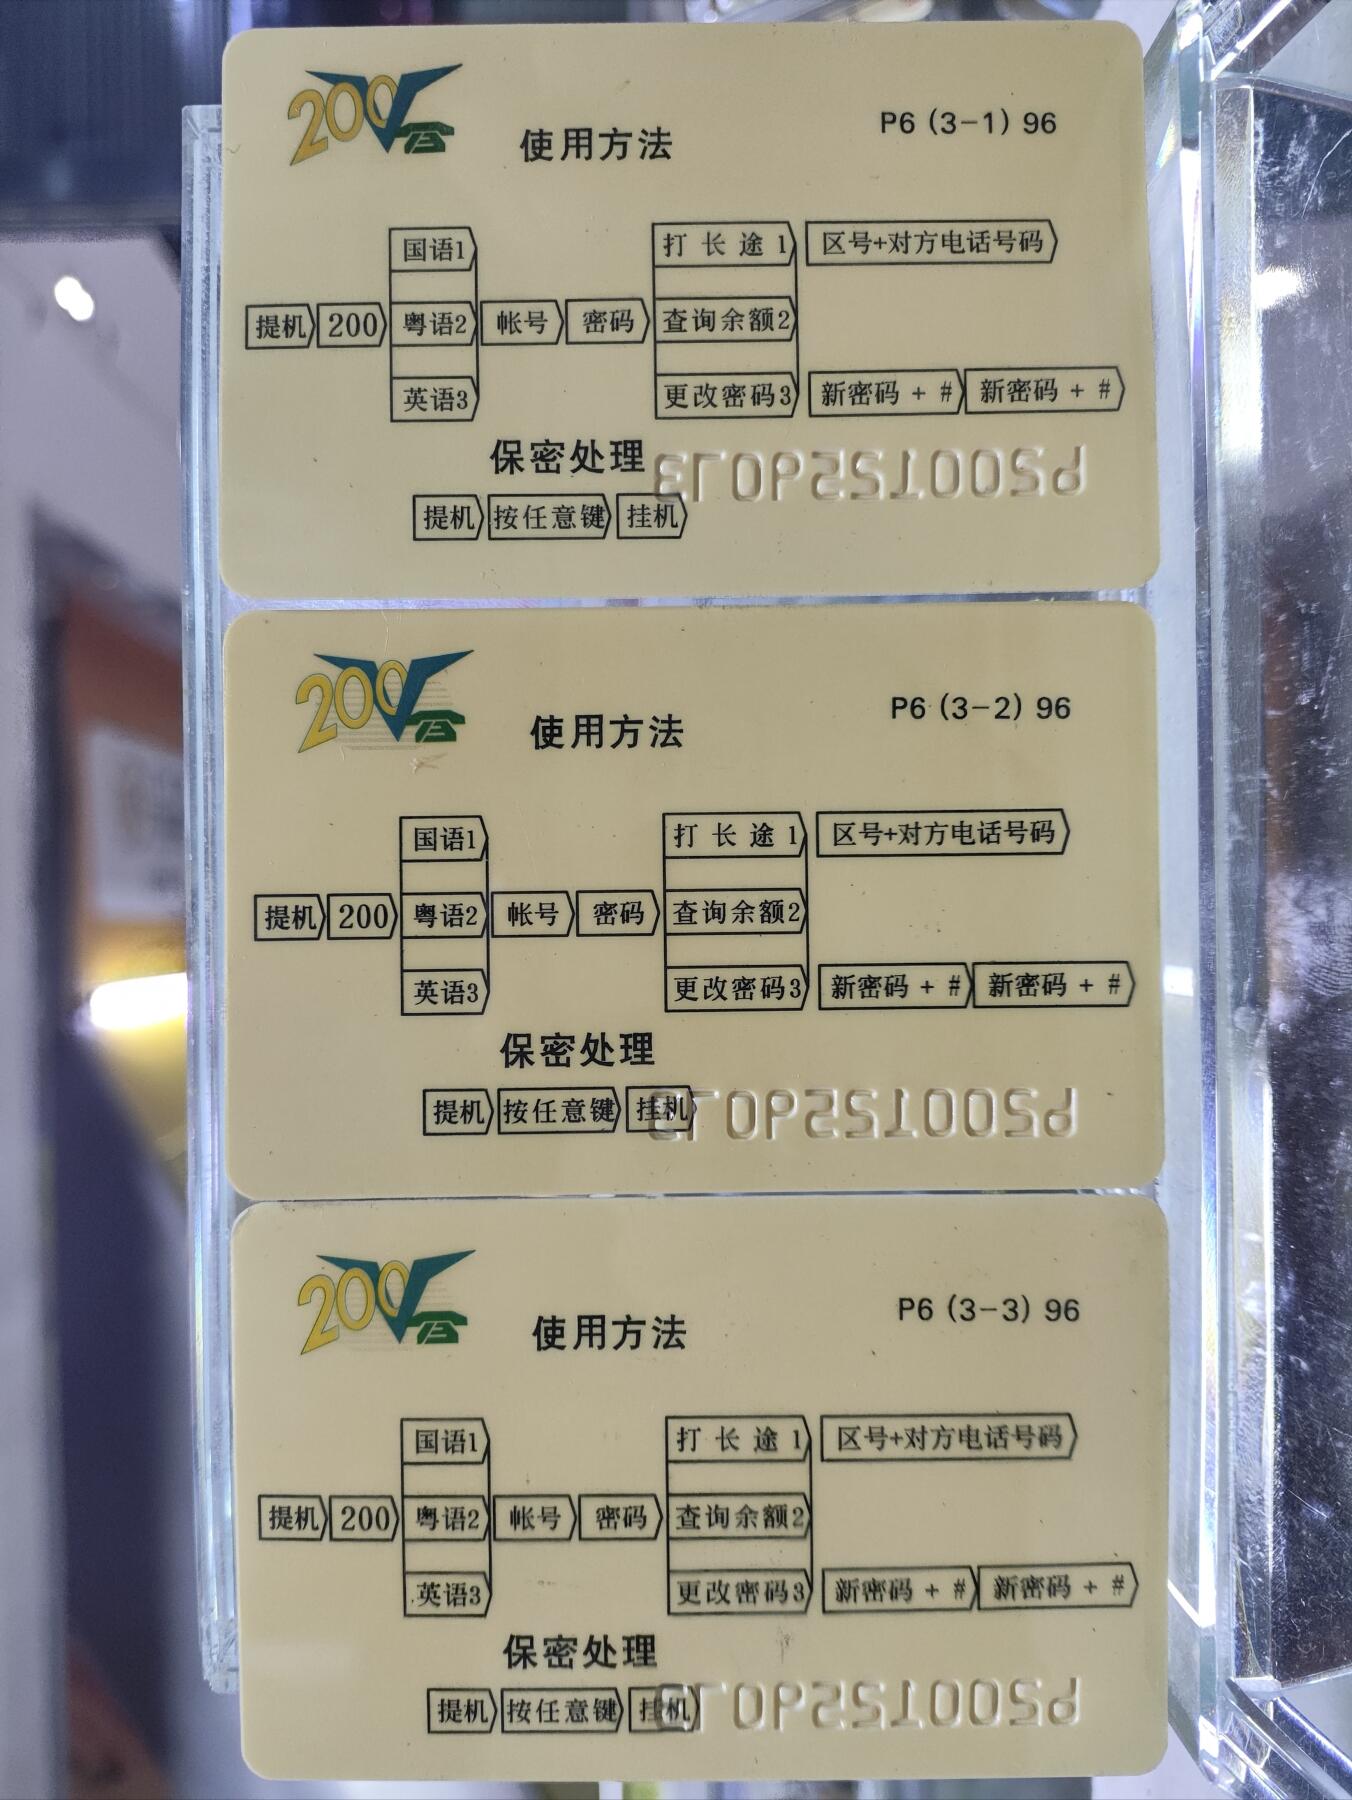 200
使用方法
P6 (3-1) 96
国语1
打长途1 区号+对方电话号码
提机 200 粤语2 帐号 密码 查询余额2
英语3
更改密码3 新密码 + # 新密码 + #
保密处理
提机 按任意键 挂机
200
使用方法
P6 (3-2) 96
国语1
打长途1 区号+对方电话号码
提机 200 粤语2 帐号 密码 查询余额2
英语3
更改密码3 新密码 + # 新密码 + #
保密处理
提机 按任意键 挂机
200
使用方法
P6 (3-3) 96
国语1
打长途1 区号+对方电话号码
提机 200 粤语2 帐号 密码 查询余额2
英语3
更改密码3 新密码 + # 新密码 + #
保密处理
提机 按任意键 挂机